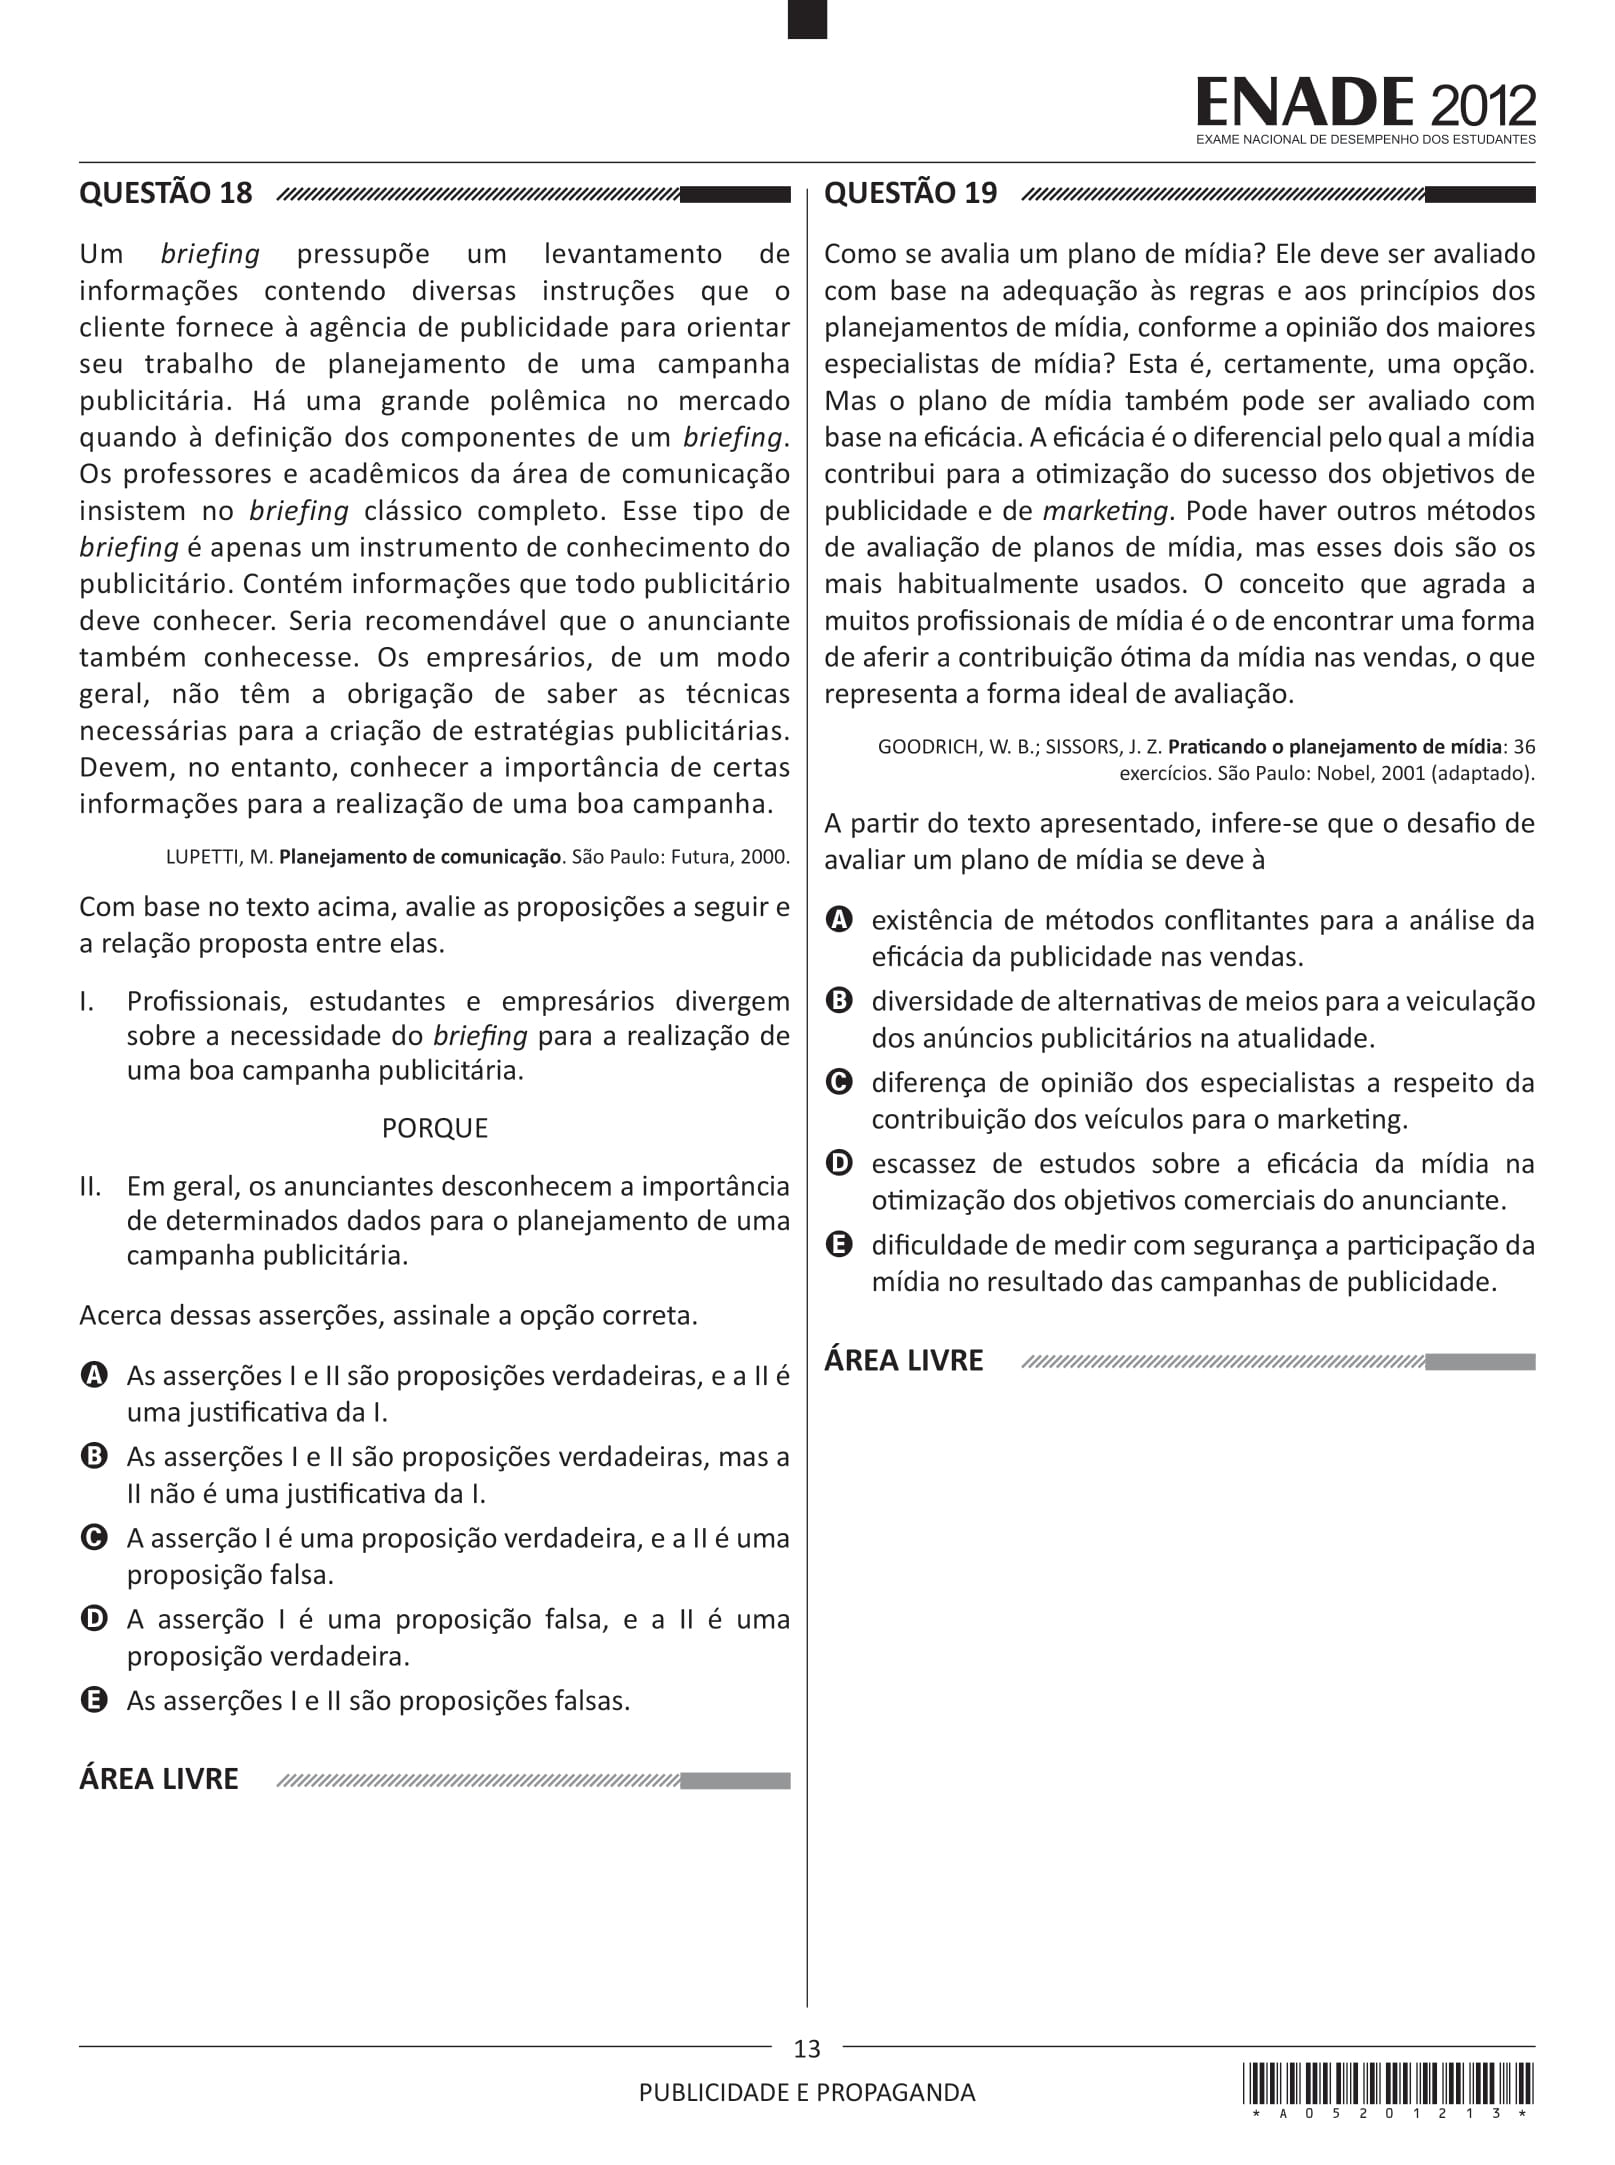 ENADE 2012
EXAME NACIONAL DE DESEMPENHO DOS ESTUDANTES
QUESTÃO 18
Um briefing pressupõe um levantamento de
informações contendo diversas instruções que o
cliente fornece à agência de publicidade para orientar
seu trabalho de planejamento de uma campanha
publicitária. Há uma grande polêmica no mercado
quando à definição dos componentes de um briefing.
Os professores e acadêmicos da área de comunicação
insistem no briefing clássico completo. Esse tipo de
briefing é apenas um instrumento de conhecimento do
publicitário. Contém informações que todo publicitário
deve conhecer. Seria recomendável que o anunciante
também conhecesse. Os empresários, de um modo
geral, não têm a obrigação de saber as técnicas
necessárias para a criação de estratégias publicitárias.
Devem, no entanto, conhecer a importância de certas
informações para a realização de uma boa campanha.
LUPETTI, M. Planejamento de comunicação. São Paulo: Futura, 2000.
Com base no texto acima, avalie as proposições a seguir e
a relação proposta entre elas.
I. Profissionais, estudantes e empresários divergem
sobre a necessidade do briefing para a realização de
uma boa campanha publicitária.
PORQUE
II. Em geral, os anunciantes desconhecem a importância
de determinados dados para o planejamento de uma
campanha publicitária.
Acerca dessas asserções, assinale a opção correta.
A As asserções I e II são proposições verdadeiras, e a II é
uma justificativa da I.
B As asserções I e II são proposições verdadeiras, mas a
II não é uma justificativa da I.
C A asserção I é uma proposição verdadeira, e a II é uma
proposição falsa.
D A asserção I é uma proposição falsa, e a II é uma
proposição verdadeira.
E As asserções I e II são proposições falsas.
ÁREA LIVRE
QUESTÃO 19
Como se avalia um plano de mídia? Ele deve ser avaliado
com base na adequação às regras e aos princípios dos
planejamentos de mídia, conforme a opinião dos maiores
especialistas de mídia? Esta é, certamente, uma opção.
Mas o plano de mídia também pode ser avaliado com
base na eficácia. A eficácia é o diferencial pelo qual a mídia
contribui para a otimização do sucesso dos objetivos de
publicidade e de marketing. Pode haver outros métodos
de avaliação de planos de mídia, mas esses dois são os
mais habitualmente usados. O conceito que agrada a
muitos profissionais de mídia é o de encontrar uma forma
de aferir a contribuição ótima da mídia nas vendas, o que
representa a forma ideal de avaliação.
GOODRICH, W. B.; SISSORS, J. Z. Praticando o planejamento de mídia: 36
exercícios. São Paulo: Nobel, 2001 (adaptado).
A partir do texto apresentado, infere-se que o desafio de
avaliar um plano de mídia se deve à
A existência de métodos conflitantes para a análise da
eficácia da publicidade nas vendas.
B diversidade de alternativas de meios para a veiculação
dos anúncios publicitários na atualidade.
C diferença de opinião dos especialistas a respeito da
contribuição dos veículos para o marketing.
D escassez de estudos sobre a eficácia da mídia na
otimização dos objetivos comerciais do anunciante.
E dificuldade de medir com segurança a participação da
mídia no resultado das campanhas de publicidade.
ÁREA LIVRE
13
PUBLICIDADE E PROPAGANDA
* A 0 5 2 0 1 2 1 3 *